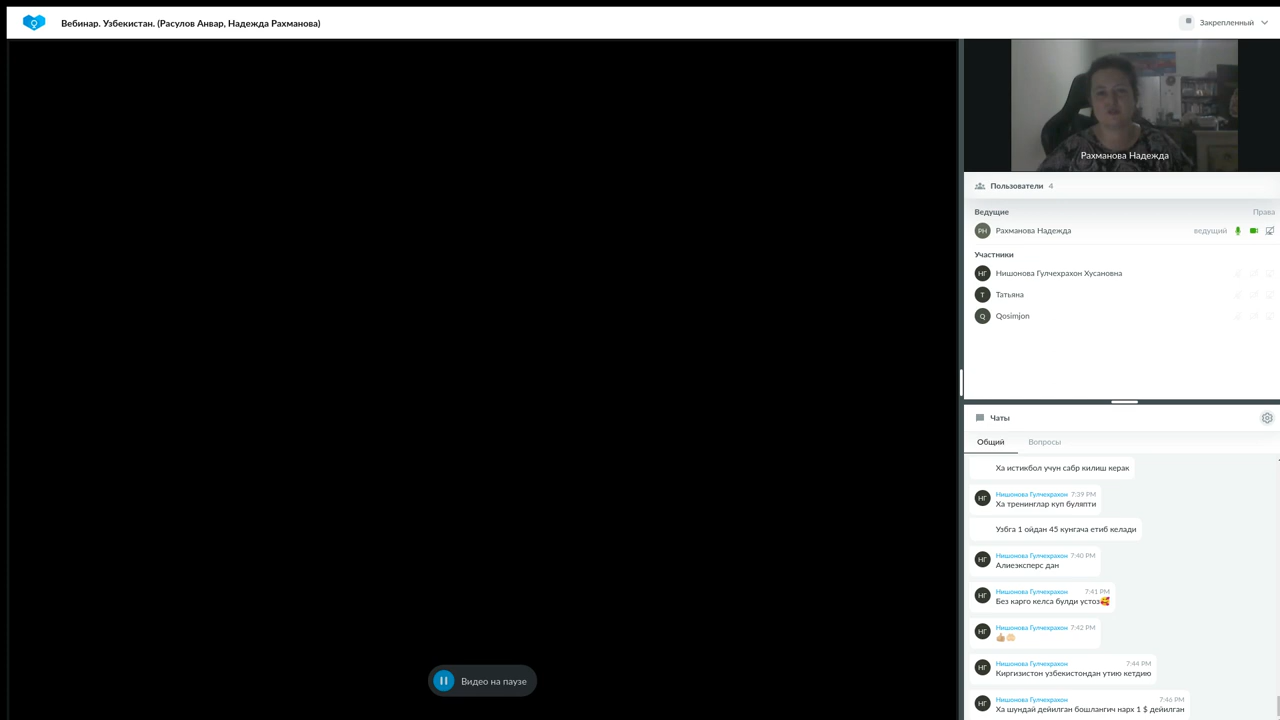 Вебинар. Узбекистан. (Расулов Анвар, Надежда Рахманова)
Закрепленный
Рахманова Надежда
Пользователи 4
Ведущие Права
РН Рахманова Надежда ведущий
Участники
НГ Нишонова Гулчехрахон Хусановна
Т Татьяна
Q Qosimjon
Чаты
Общий Вопросы
Ха истикбол учун сабр килиш керак
НГ Нишонова Гулчехрахон 7:39 PM
Ха тренинглар куп буляпти
Узбга 1 ойдан 45 кунгача етиб келади
НГ Нишонова Гулчехрахон 7:40 PM
Алиеэксперс дан
НГ Нишонова Гулчехрахон 7:41 PM
Без карго келса булди устоз🥰
НГ Нишонова Гулчехрахон 7:42 PM
НГ Нишонова Гулчехрахон 7:44 PM
Киргизистон узбекистондан утию кетдию
НГ Нишонова Гулчехрахон 7:46 PM
Ха шундай дейилган бошлангич нарх 1 $ дейилган
Видео на паузе